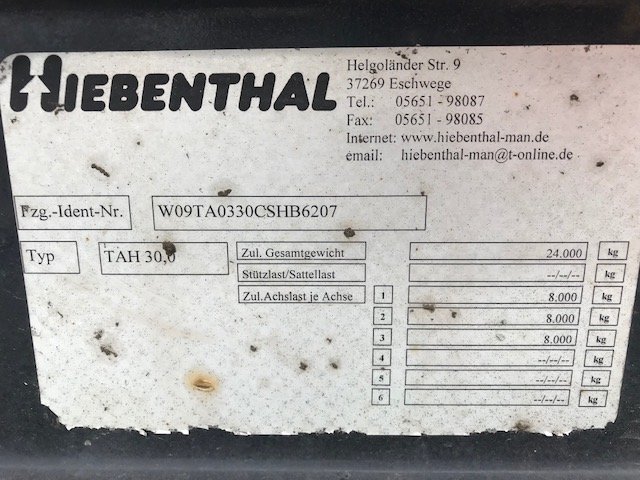 HIEBENTHAL
Helgoländer Str. 9
37269 Eschwege
Tel.: 05651 - 98087
Fax: 05651 - 98085
Internet: www.hiebenthal-man.de
email: hiebenthal-man@t-online.de
Fzg.-Ident-Nr. W09TA0330CSHB6207
Typ TAH 30,0
Zul. Gesamtgewicht 24.000 kg
Stützlast/Sattellast --/--/-- kg
Zul.Achslast je Achse 1 8.000 kg
2 8.000 kg
3 8.000 kg
4 --/--/-- kg
5 --/--/-- kg
6 --/--/-- kg